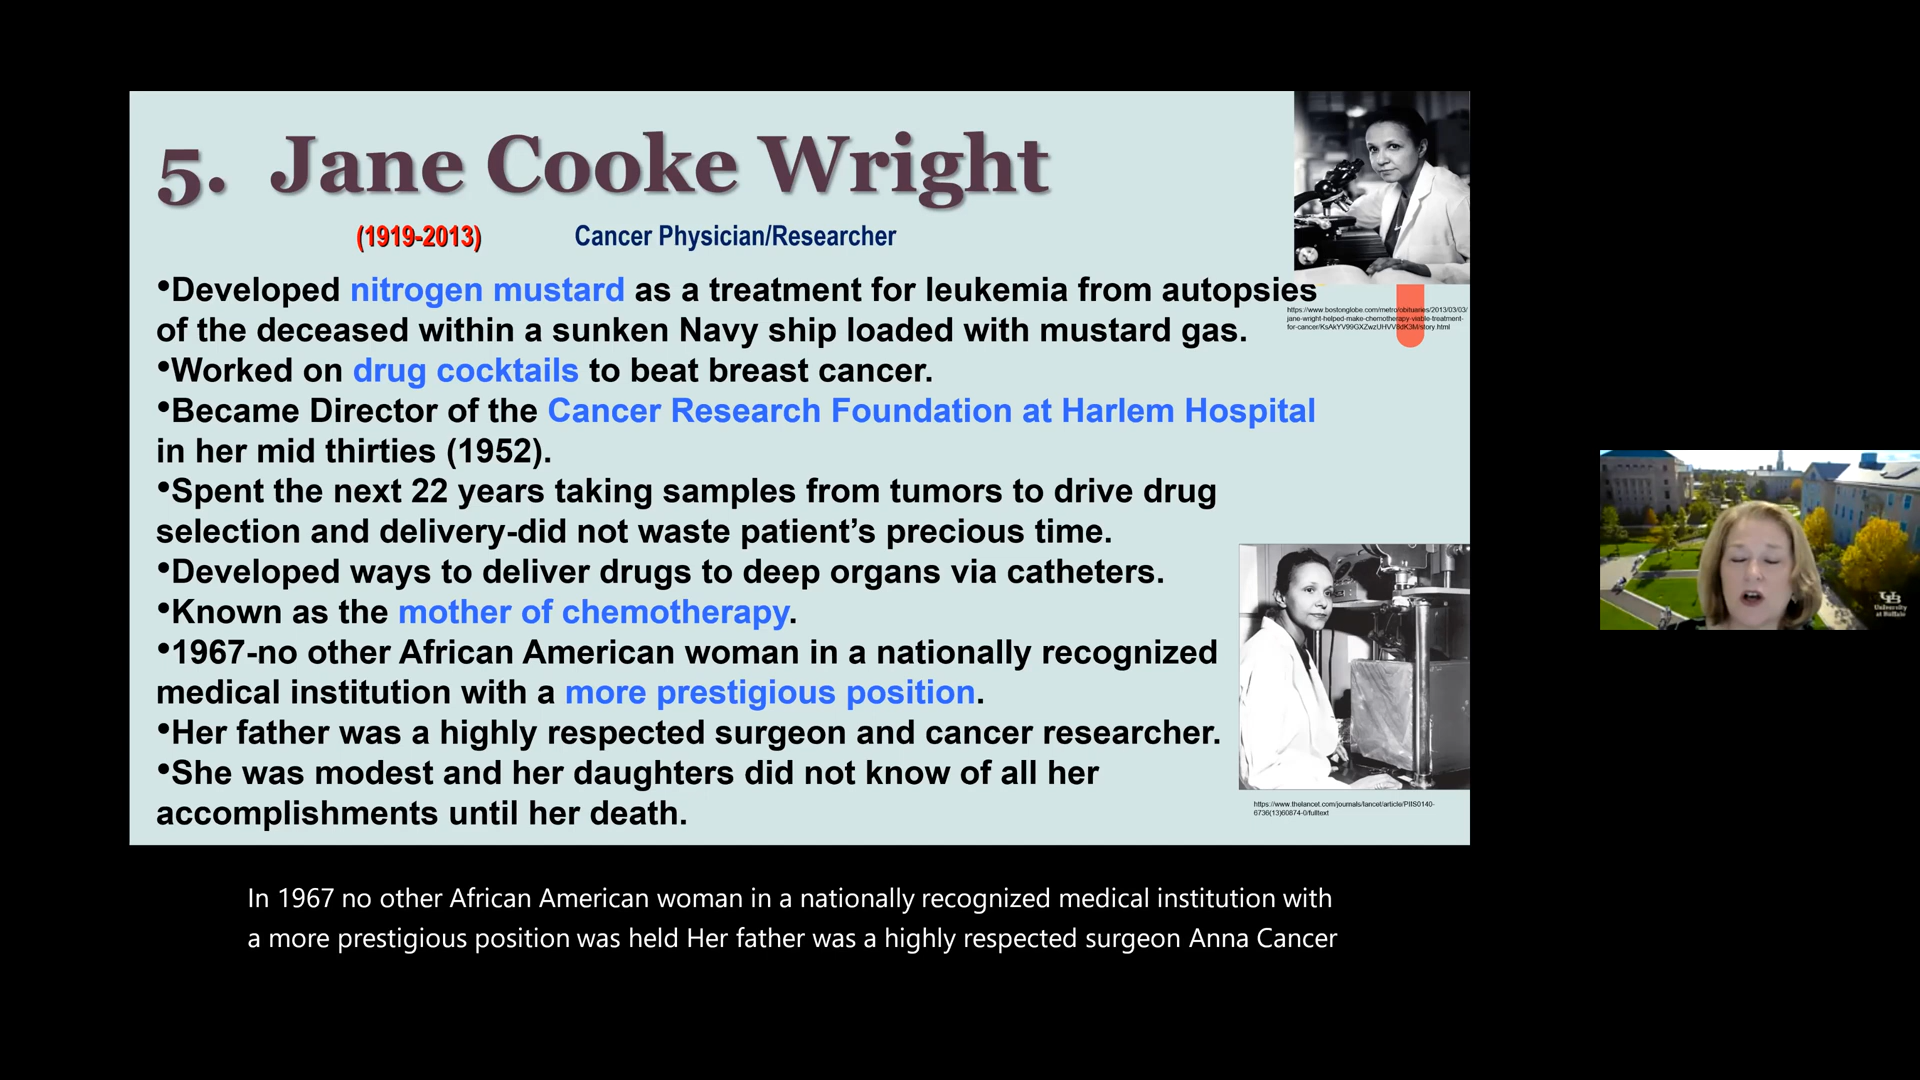 5. Jane Cooke Wright
(1919-2013) Cancer Physician/Researcher
•Developed nitrogen mustard as a treatment for leukemia from autopsies
of the deceased within a sunken Navy ship loaded with mustard gas.
•Worked on drug cocktails to beat breast cancer.
•Became Director of the Cancer Research Foundation at Harlem Hospital
in her mid thirties (1952).
•Spent the next 22 years taking samples from tumors to drive drug
selection and delivery-did not waste patient’s precious time.
•Developed ways to deliver drugs to deep organs via catheters.
•Known as the mother of chemotherapy.
•1967-no other African American woman in a nationally recognized
medical institution with a more prestigious position.
•Her father was a highly respected surgeon and cancer researcher.
•She was modest and her daughters did not know of all her
accomplishments until her death.
https://www.bostonglobe.com/metro/obituaries/2013/03/03/
jane-wright-helped-make-chemotherapy-viable-treatment-
https://www.thelancet.com/journals/lancet/article/PIIS0140-
6736(13)60874-0/fulltext
UB
University
at Buffalo
In 1967 no other African American woman in a nationally recognized medical institution with
a more prestigious position was held Her father was a highly respected surgeon Anna Cancer